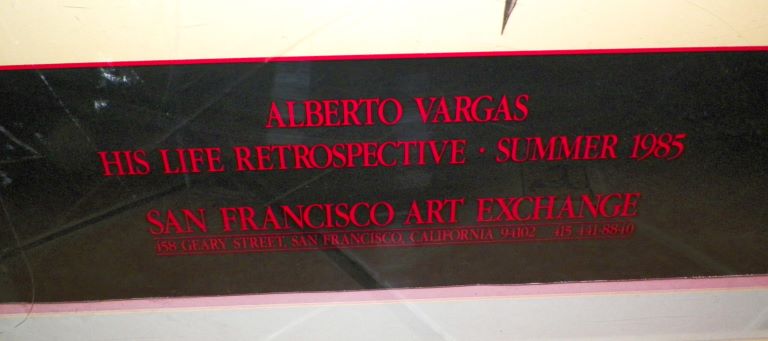 ALBERTO VARGAS
HIS LIFE RETROSPECTIVE · SUMMER 1985
SAN FRANCISCO ART EXCHANGE
458 GEARY STREET, SAN FRANCISCO, CALIFORNIA 94102 415 441-8840